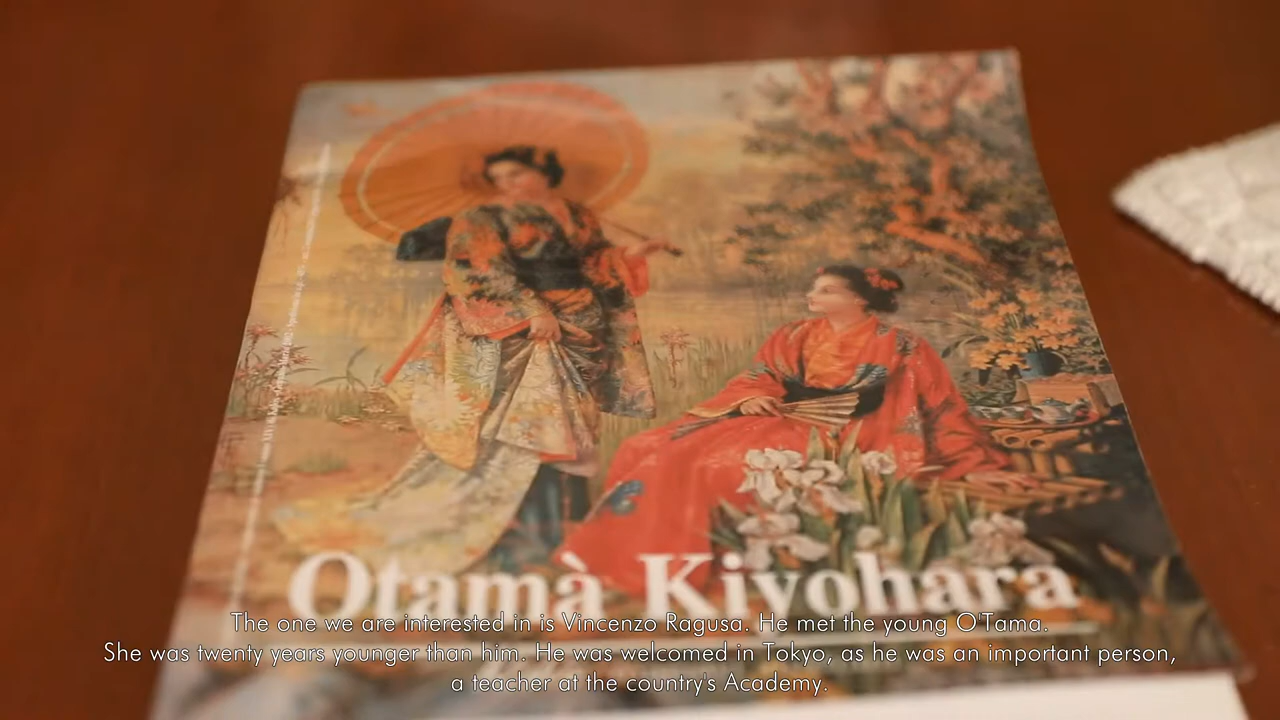 Otamà Kiyohara
The one we are interested in is Vincenzo Ragusa. He met the young O'Tama.
She was twenty years younger than him. He was welcomed in Tokyo, as he was an important person,
a teacher at the country's Academy.